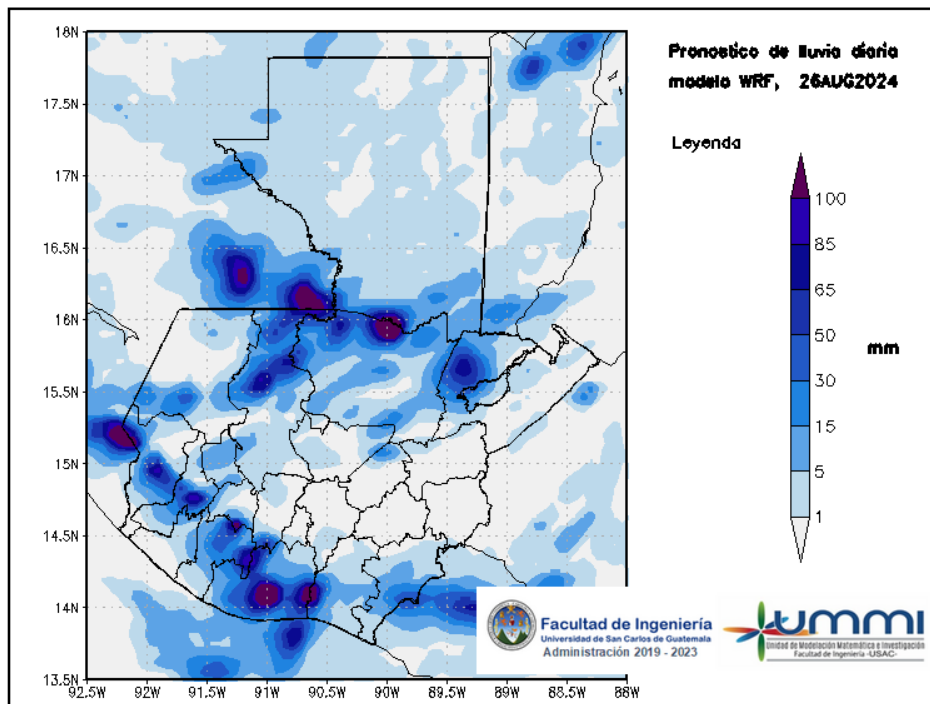 Pronostico de lluvia diaria
modelo WRF, 26AUG2024
Leyenda
100
85
65
50
30
15
5
1
mm
18N
17.5N
17N
16.5N
16N
15.5N
15N
14.5N
14N
13.5N
92.5W
92W
91.5W
91W
90.5W
90W
89.5W
89W
88.5W
88W
Facultad de Ingeniería
Universidad de San Carlos de Guatemala
Administración 2019 - 2023
ummi
Unidad de Modelación Matemática e Investigación
Facultad de Ingeniería -USAC-